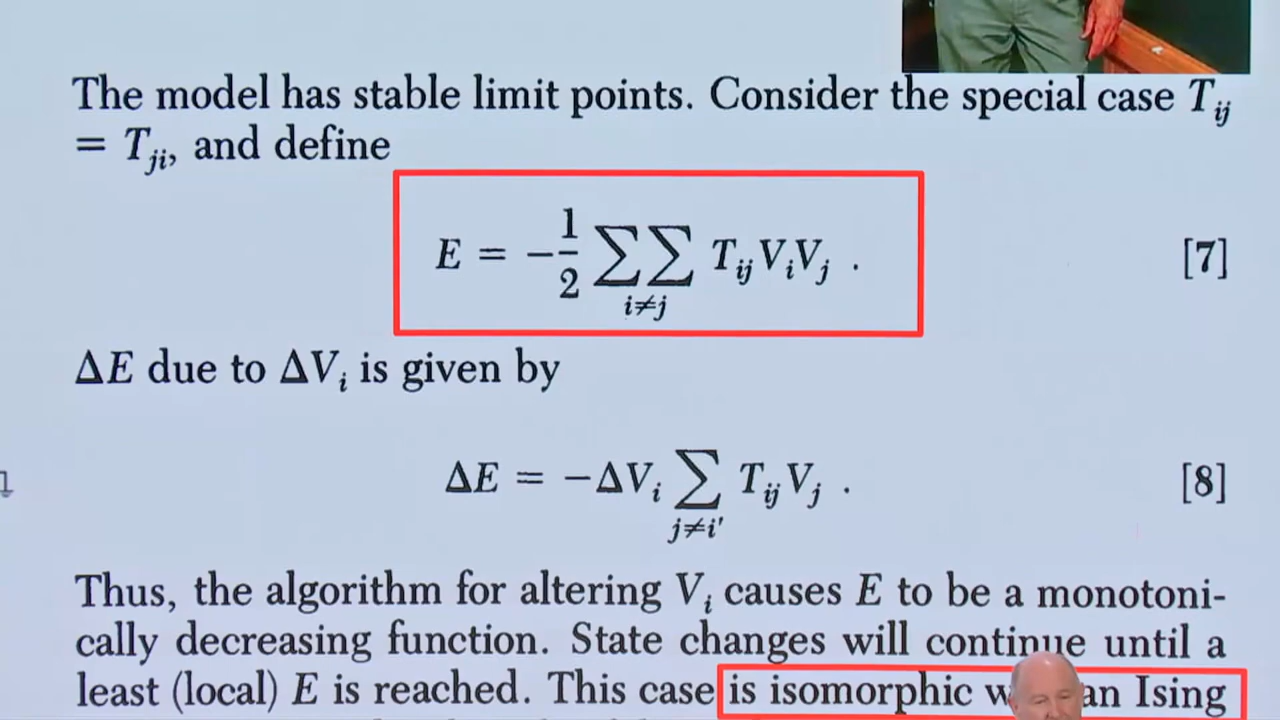 The model has stable limit points. Consider the special case T_ij
= T_ji, and define
E = -1/2 ∑∑_{i≠j} T_ij V_i V_j . [7]
ΔE due to ΔV_i is given by
ΔE = -ΔV_i ∑_{j≠i'} T_ij V_j . [8]
Thus, the algorithm for altering V_i causes E to be a monotoni-
cally decreasing function. State changes will continue until a
least (local) E is reached. This case is isomorphic an Ising